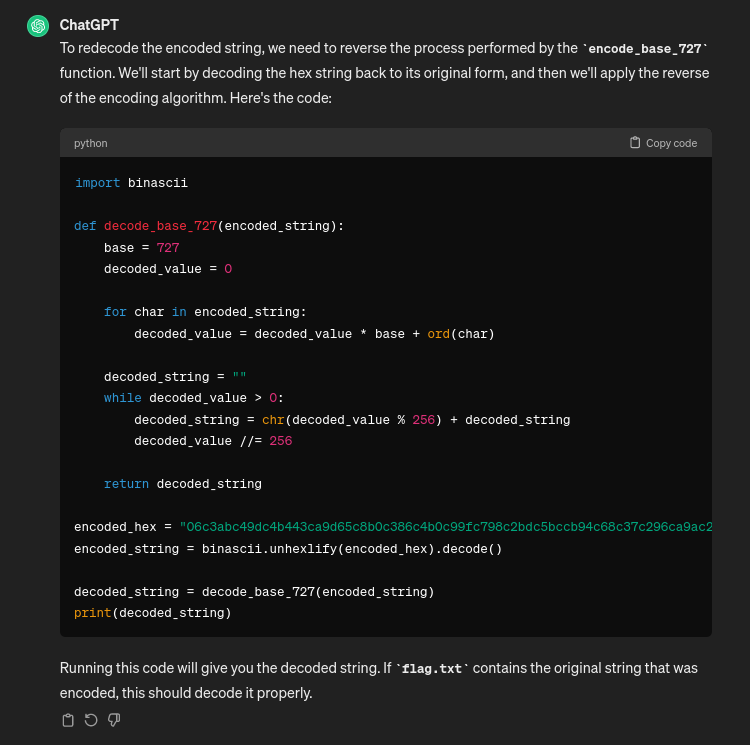 ChatGPT
To redecode the encoded string, we need to reverse the process performed by the `encode_base_727`
function. We'll start by decoding the hex string back to its original form, and then we'll apply the reverse
of the encoding algorithm. Here's the code:
python Copy code
import binascii
def decode_base_727(encoded_string):
    base = 727
    decoded_value = 0
    for char in encoded_string:
        decoded_value = decoded_value * base + ord(char)
    decoded_string = ""
    while decoded_value > 0:
        decoded_string = chr(decoded_value % 256) + decoded_string
        decoded_value //= 256
    return decoded_string
encoded_hex = "06c3abc49dc4b443ca9d65c8b0c386c4b0c99fc798c2bdc5bccb94c68c37c296ca9ac2
encoded_string = binascii.unhexlify(encoded_hex).decode()
decoded_string = decode_base_727(encoded_string)
print(decoded_string)
Running this code will give you the decoded string. If `flag.txt` contains the original string that was
encoded, this should decode it properly.